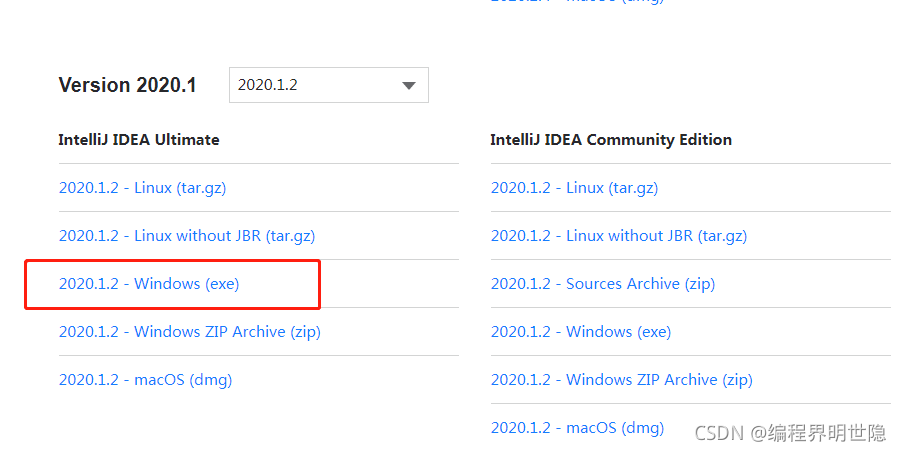 2020.1.2 - macOS (dmg)
Version 2020.1
2020.1.2
IntelliJ IDEA Ultimate
2020.1.2 - Linux (tar.gz)
2020.1.2 - Linux without JBR (tar.gz)
2020.1.2 - Windows (exe)
2020.1.2 - Windows ZIP Archive (zip)
2020.1.2 - macOS (dmg)
IntelliJ IDEA Community Edition
2020.1.2 - Linux (tar.gz)
2020.1.2 - Linux without JBR (tar.gz)
2020.1.2 - Sources Archive (zip)
2020.1.2 - Windows (exe)
2020.1.2 - Windows ZIP Archive (zip)
2020.1.2 - macOS (dmg)
CSDN @编程界明世隐